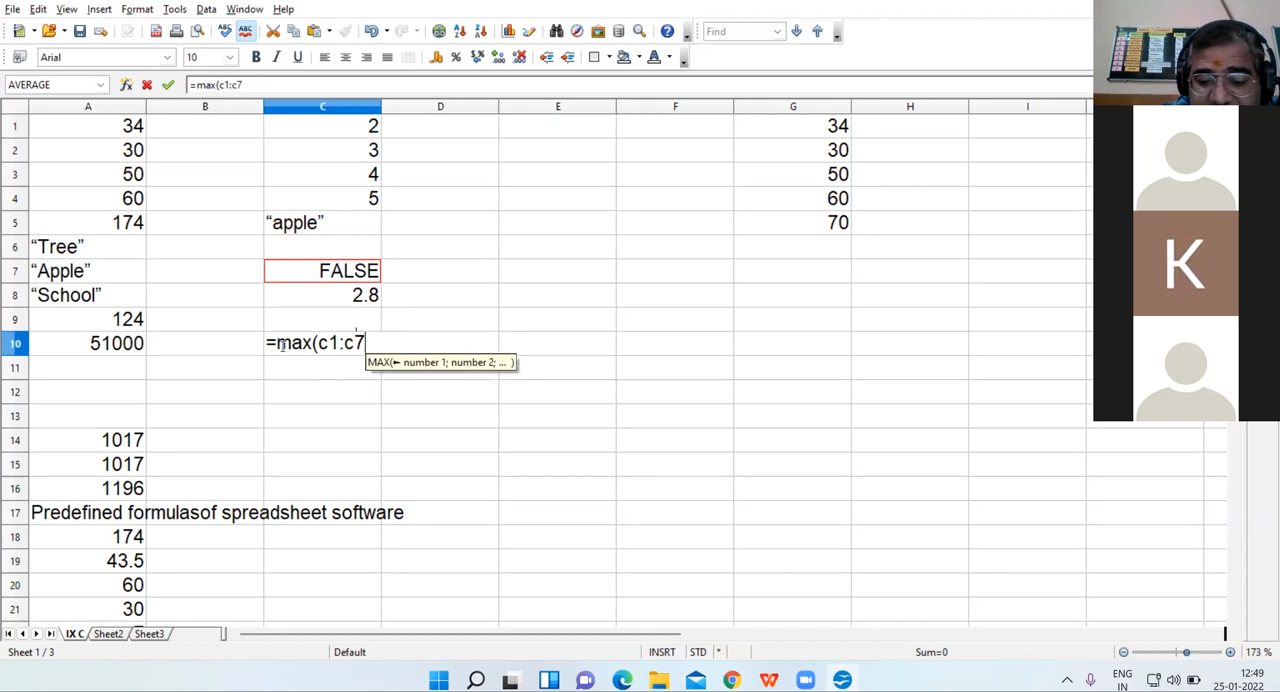 File Edit View Insert Format Tools Data Window Help
Find
Arial 10
AVERAGE =max(c1:c7
A B C D E F G H I
1 34 2 34
2 30 3 30
3 50 4 50
4 60 5 60
5 174 “apple” 70
6 “Tree”
7 “Apple” FALSE
8 “School” 2.8
9 124
10 51000 =max(c1:c7
MAX(← number 1; number 2; ... )
11
12
13
14 1017
15 1017
16 1196
17 Predefined formulasof spreadsheet software
18 174
19 43.5
20 60
21 30
K
IX C Sheet2 Sheet3
Sheet 1 / 3 Default INSRT STD * Sum=0 173 %
ENG IN 12:49
25-01-2022